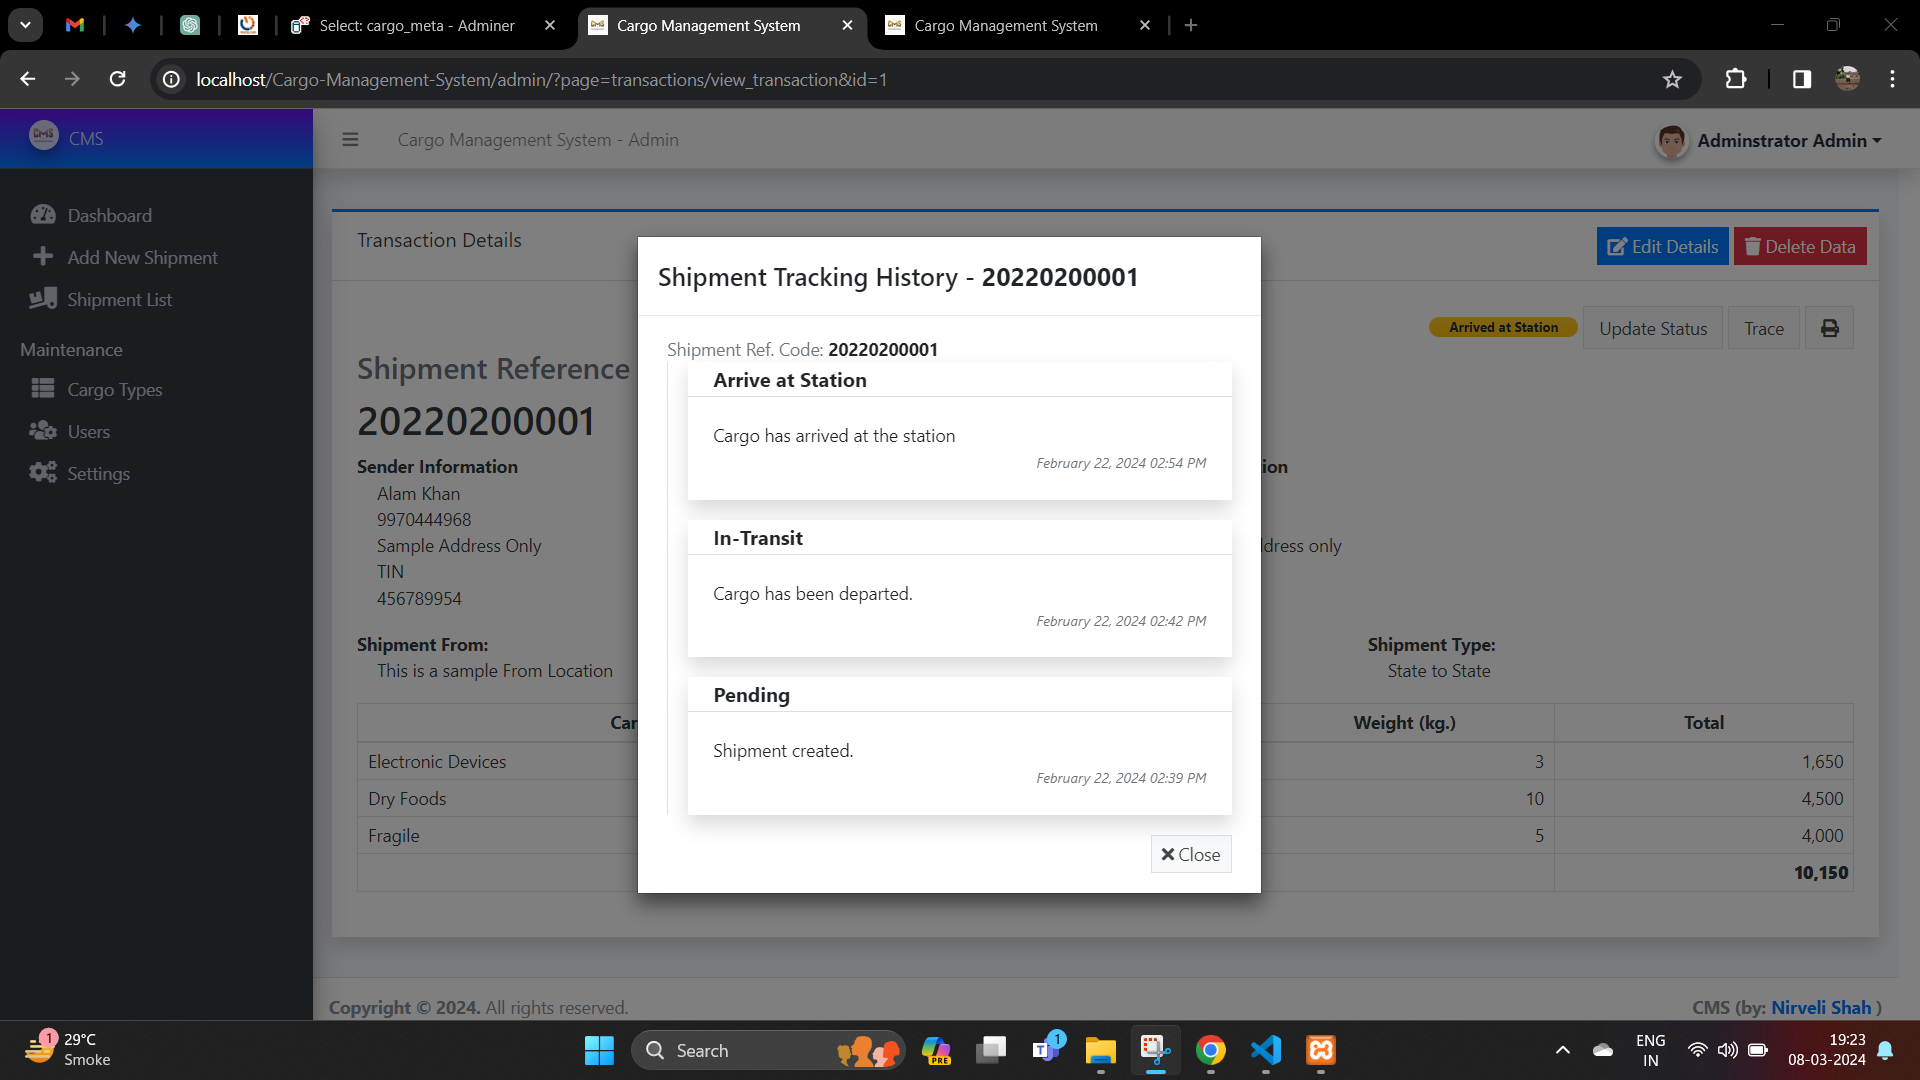 Select: cargo_meta - Adminer
Cargo Management System
Cargo Management System
localhost/Cargo-Management-System/admin/?page=transactions/view_transaction&id=1
CMS
Cargo Management System - Admin
Adminstrator Admin
Dashboard
Add New Shipment
Shipment List
Maintenance
Cargo Types
Users
Settings
Transaction Details
Edit Details
Delete Data
Arrived at Station
Update Status
Trace
Shipment Reference
20220200001
Sender Information
Alam Khan
9970444968
Sample Address Only
TIN
456789954
Shipment From:
This is a sample From Location
ion
dress only
Shipment Type:
State to State
Car
Weight (kg.)
Total
Electronic Devices
3
1,650
Dry Foods
10
4,500
Fragile
5
4,000
10,150
Shipment Tracking History - 20220200001
Shipment Ref. Code: 20220200001
Arrive at Station
Cargo has arrived at the station
February 22, 2024 02:54 PM
In-Transit
Cargo has been departed.
February 22, 2024 02:42 PM
Pending
Shipment created.
February 22, 2024 02:39 PM
Close
Copyright © 2024. All rights reserved.
CMS (by: Nirveli Shah )
1
29°C
Smoke
Search
PRE
1
ENG
IN
19:23
08-03-2024